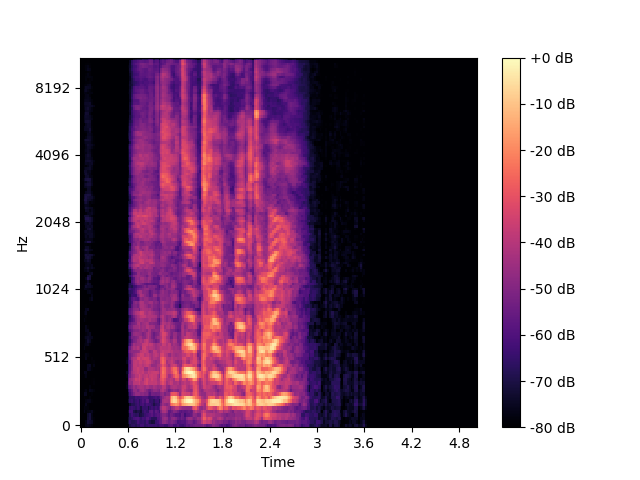 8192
4096
2048
1024
512
0
Hz
0 0.6 1.2 1.8 2.4 3 3.6 4.2 4.8
Time
+0 dB
-10 dB
-20 dB
-30 dB
-40 dB
-50 dB
-60 dB
-70 dB
-80 dB